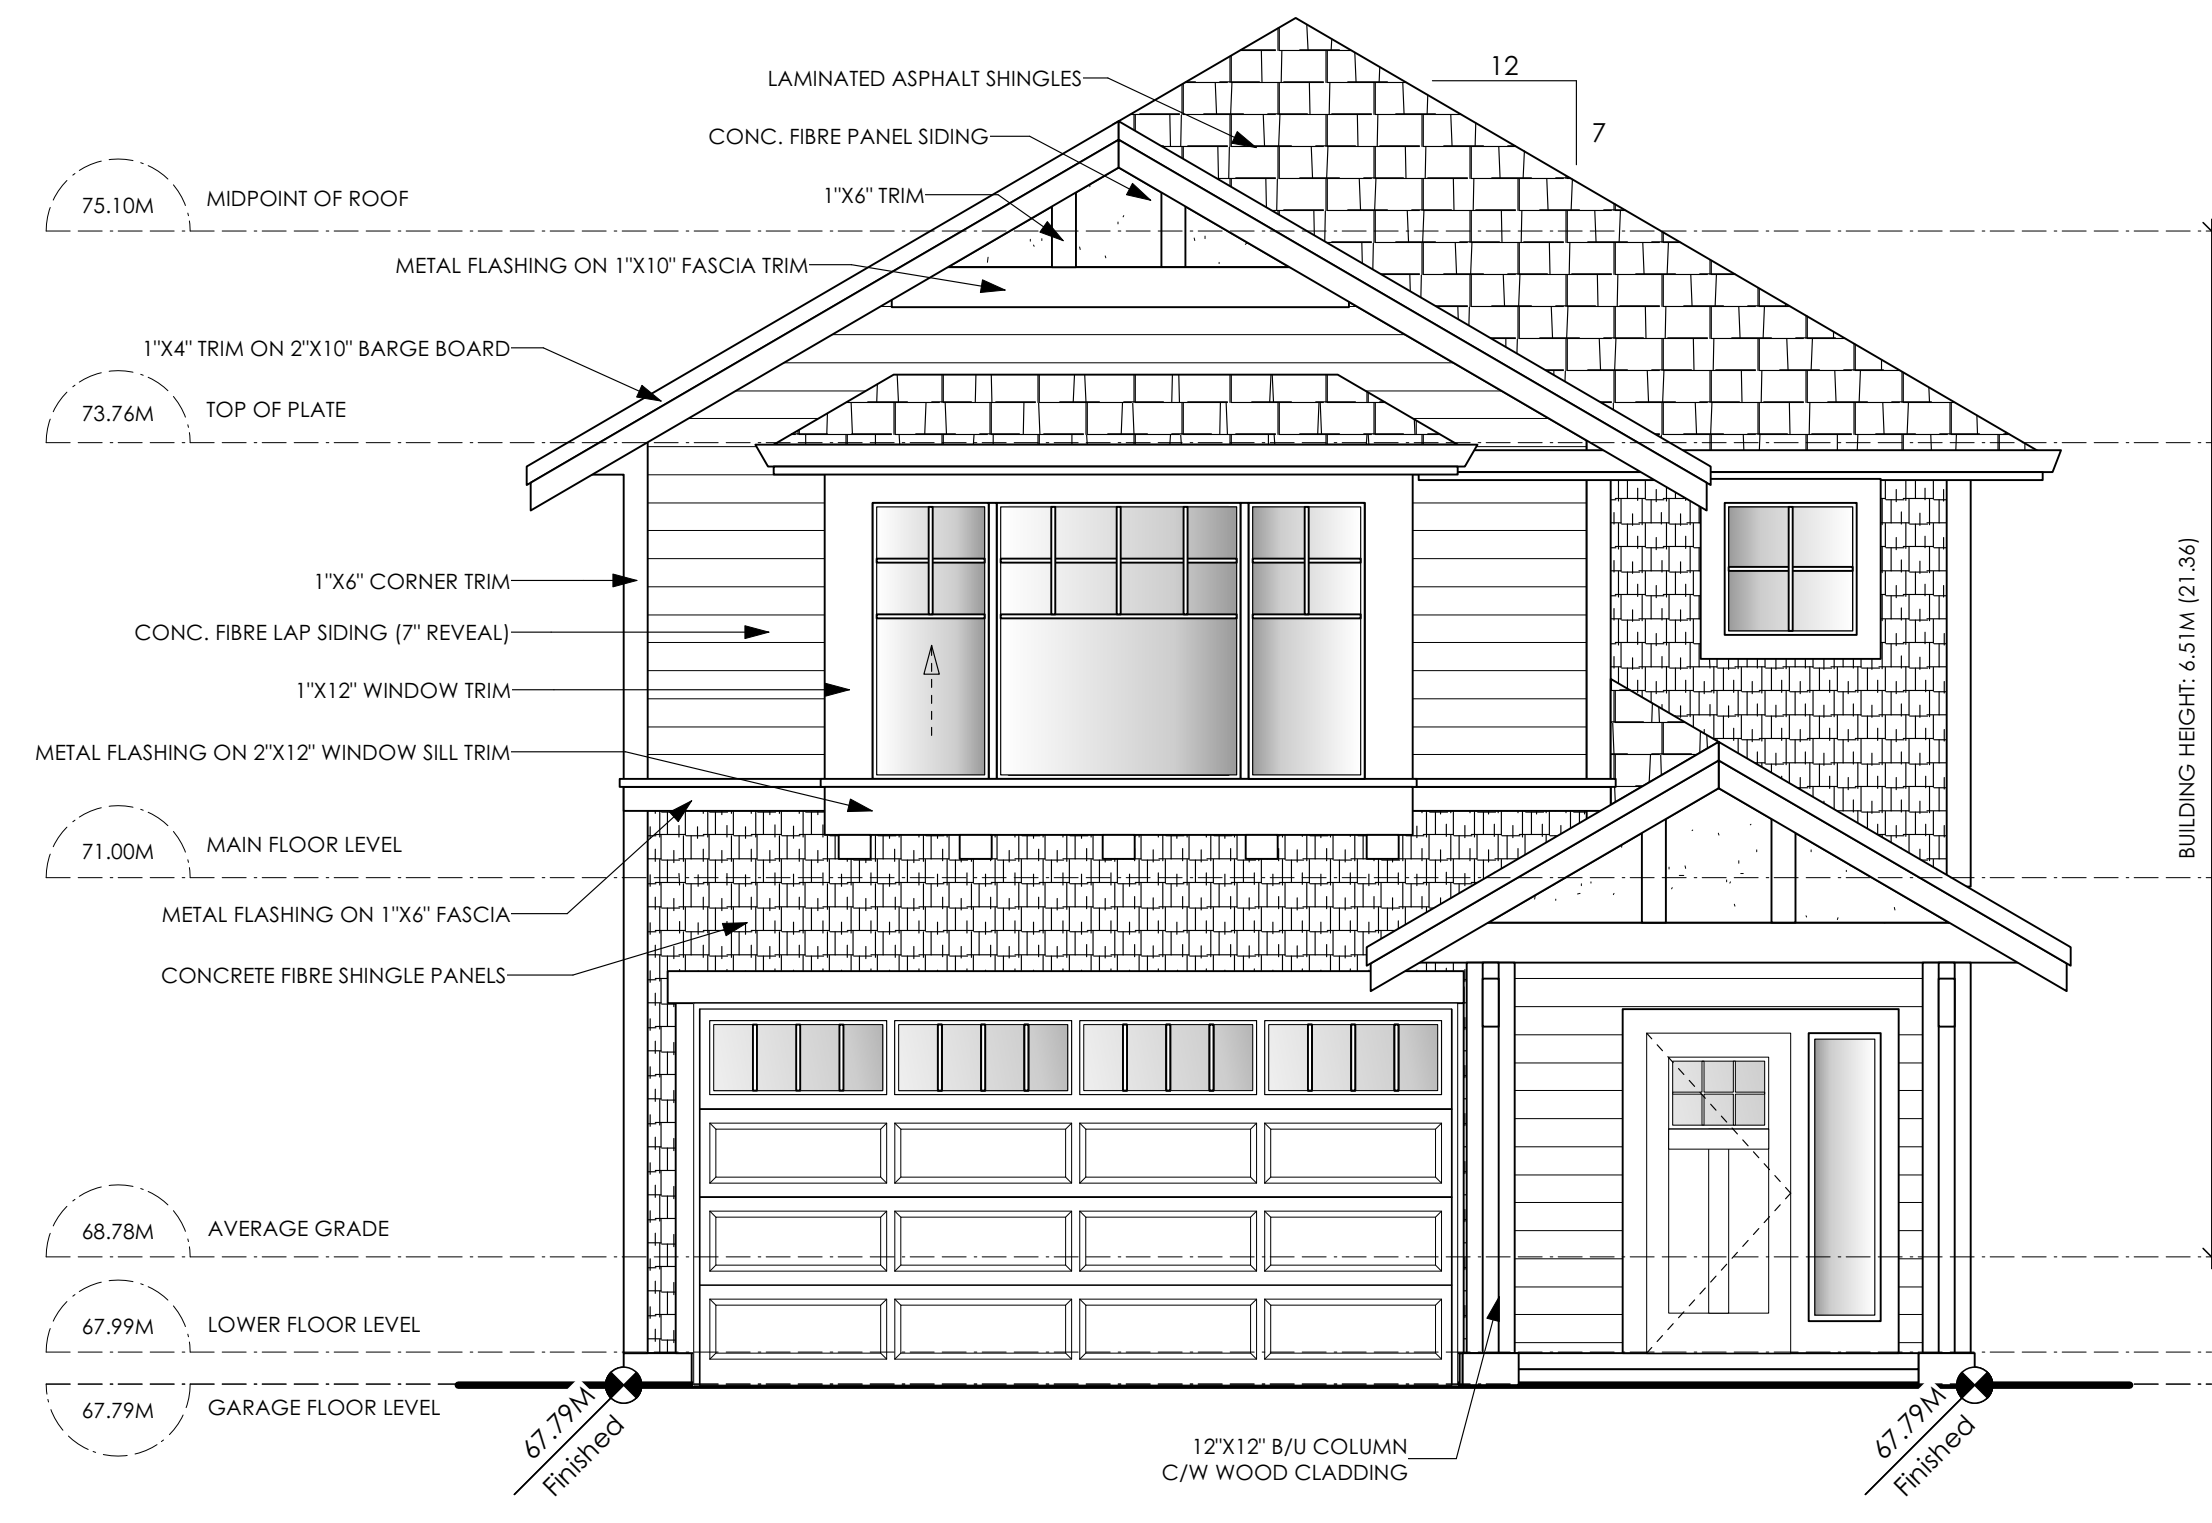 12
LAMINATED ASPHALT SHINGLES
7
CONC. FIBRE PANEL SIDING
1"X6" TRIM
75.10M MIDPOINT OF ROOF
METAL FLASHING ON 1"X10" FASCIA TRIM
1"X4" TRIM ON 2"X10" BARGE BOARD
73.76M TOP OF PLATE
1"X6" CORNER TRIM
CONC. FIBRE LAP SIDING (7" REVEAL)
1"X12" WINDOW TRIM
BUILDING HEIGHT: 6.51M (21.36)
METAL FLASHING ON 2"X12" WINDOW SILL TRIM
71.00M MAIN FLOOR LEVEL
METAL FLASHING ON 1"X6" FASCIA
CONCRETE FIBRE SHINGLE PANELS
68.78M AVERAGE GRADE
67.99M LOWER FLOOR LEVEL
67.79M GARAGE FLOOR LEVEL
67.79M
Finished
12"X12" B/U COLUMN
C/W WOOD CLADDING
67.79M
Finished